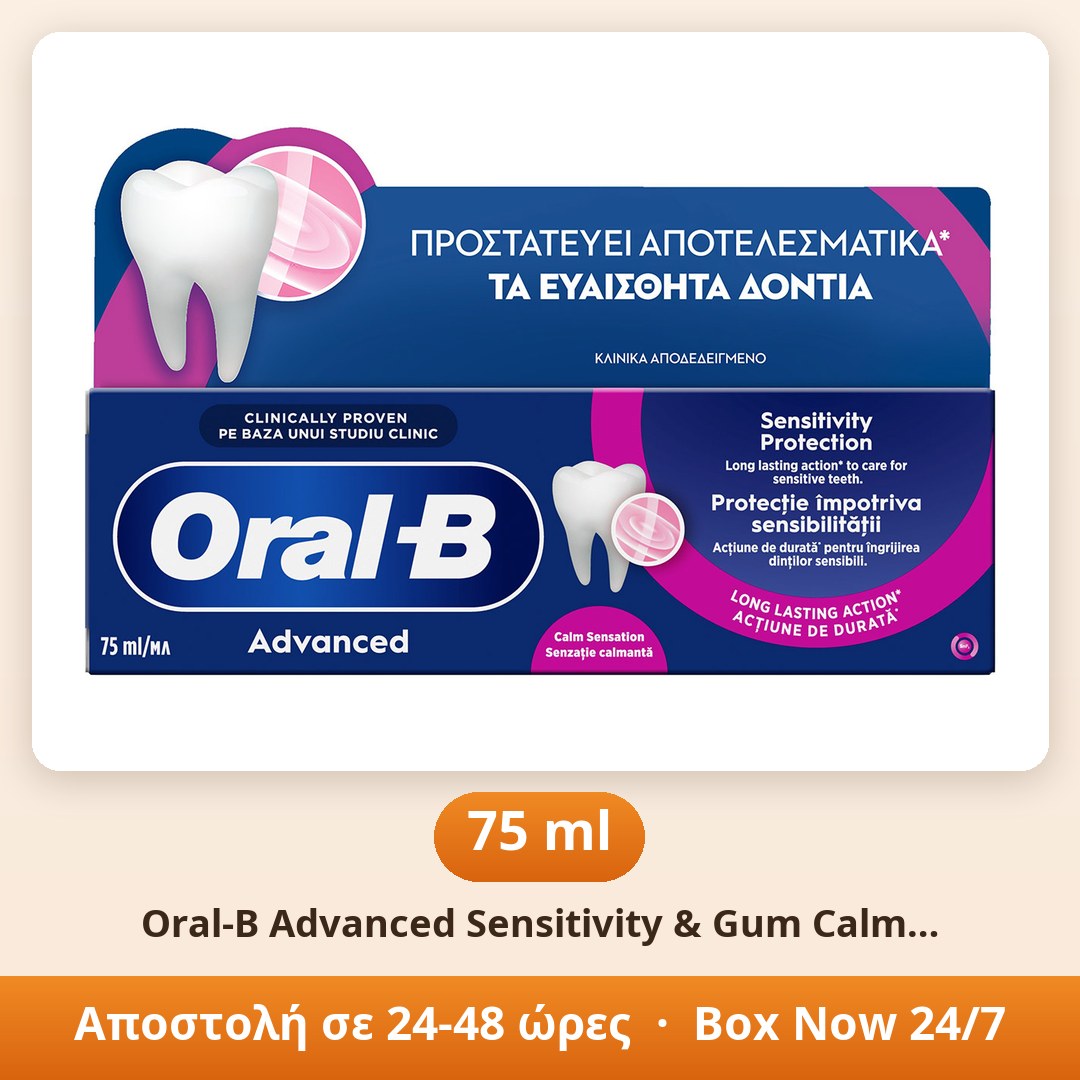 ΠΡΟΣΤΑΤΕΥΕΙ ΑΠΟΤΕΛΕΣΜΑΤΙΚΑ*
ΤΑ ΕΥΑΙΣΘΗΤΑ ΔΟΝΤΙΑ
ΚΛΙΝΙΚΑ ΑΠΟΔΕΔΕΙΓΜΕΝΟ
CLINICALLY PROVEN
PE BAZA UNUI STUDIU CLINIC
Oral-B
Advanced
75 ml/мл
Calm Sensation
Senzație calmantă
Sensitivity
Protection
Long lasting action* to care for
sensitive teeth.
Protecție împotriva
sensibilității
Acțiune de durată* pentru îngrijirea
dinților sensibili.
LONG LASTING ACTION*
ACȚIUNE DE DURATĂ*
75 ml
Oral-B Advanced Sensitivity & Gum Calm...
Αποστολή σε 24-48 ώρες · Box Now 24/7